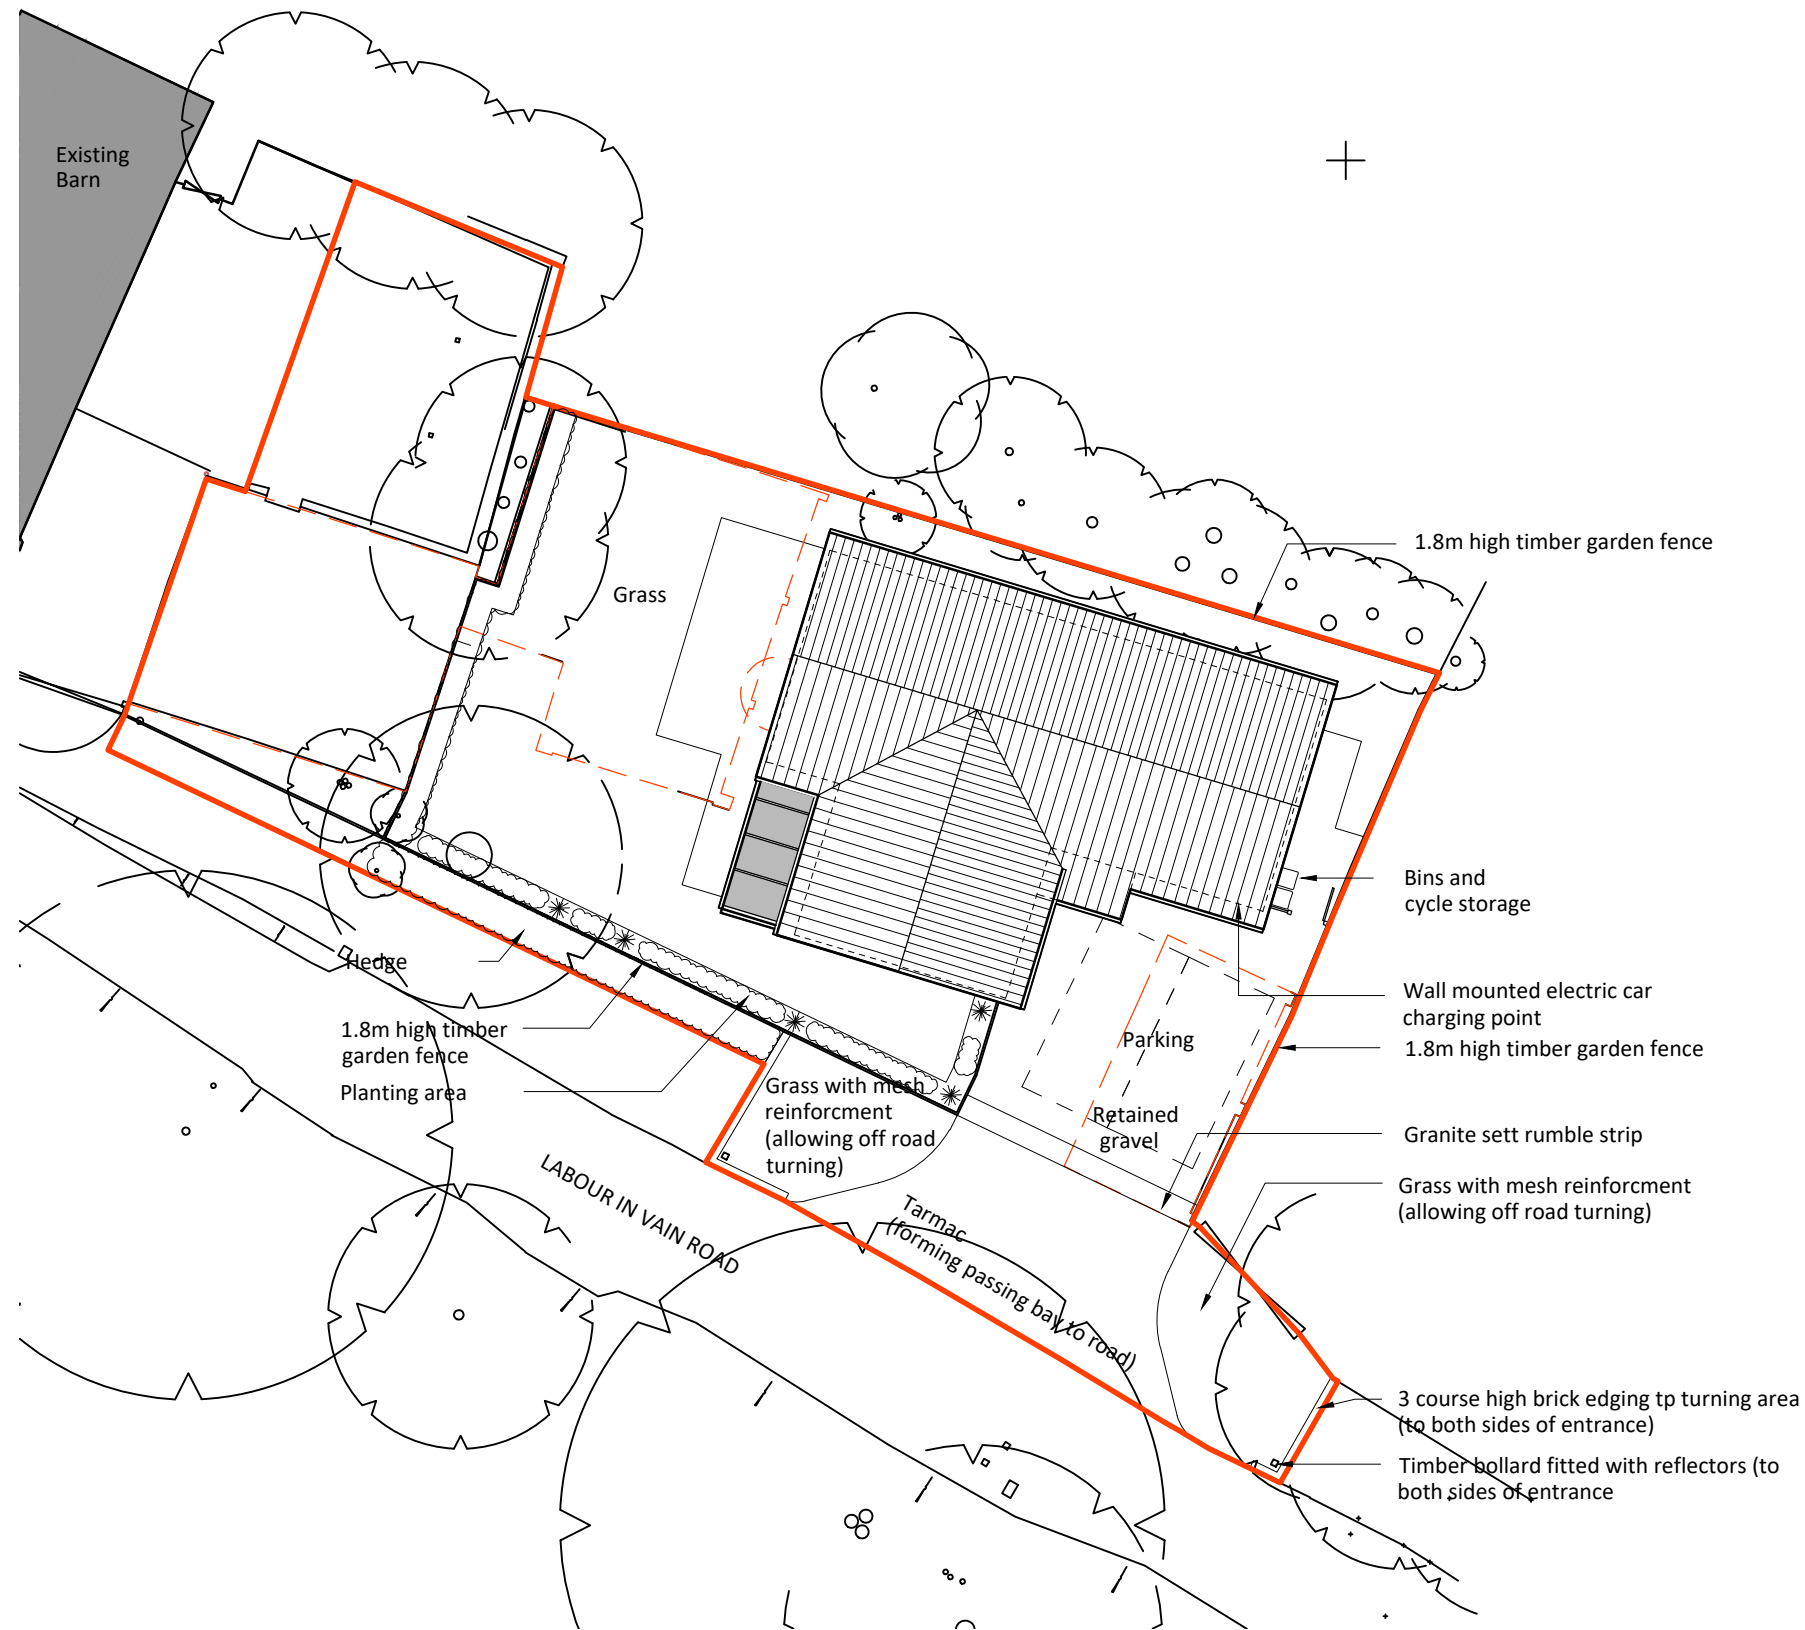 Existing
Barn
1.8m high timber garden fence
Grass
Bins and
cycle storage
Hedge
Wall mounted electric car
charging point
1.8m high timber
garden fence
Parking
1.8m high timber garden fence
Planting area
Grass with mesh
reinforcment
(allowing off road
turning)
Retained
gravel
Granite sett rumble strip
LABOUR IN VAIN ROAD
Tarmac
(forming passing bay to road)
Grass with mesh reinforcment
(allowing off road turning)
3 course high brick edging tp turning area
(to both sides of entrance)
Timber bollard fitted with reflectors (to
both sides of entrance